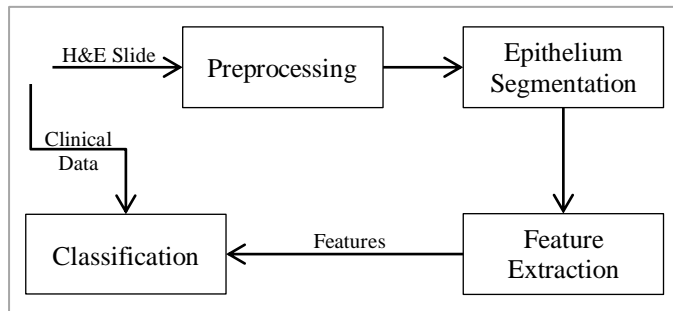 H&E Slide
Preprocessing
Epithelium
Segmentation
Clinical
Data
Classification
Features
Feature
Extraction